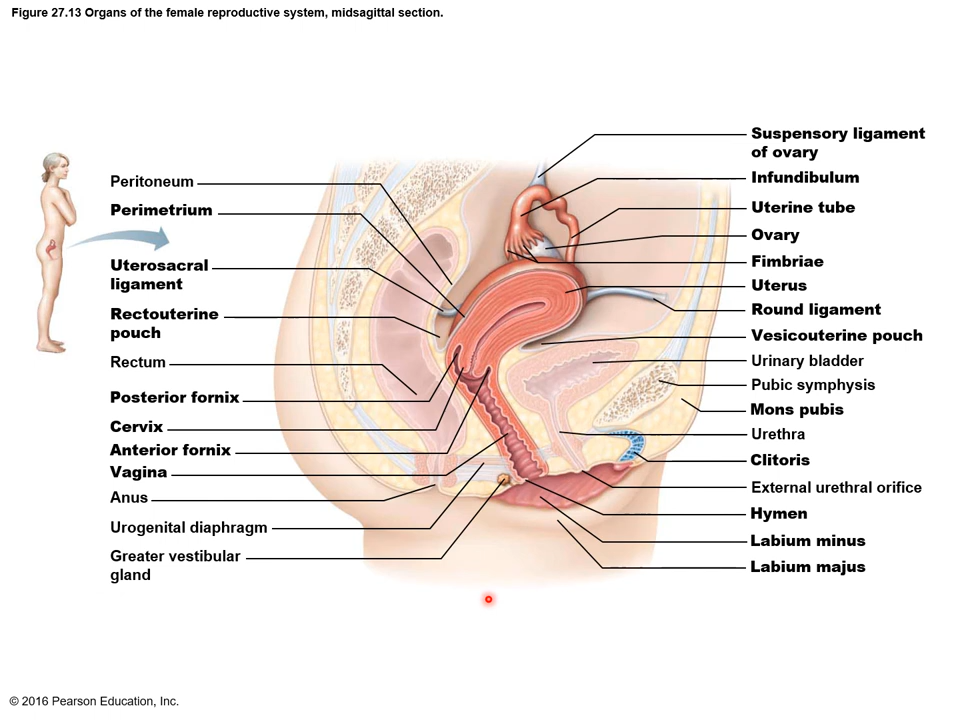 Figure 27.13 Organs of the female reproductive system, midsagittal section.
Peritoneum
Perimetrium
Uterosacral
ligament
Rectouterine
pouch
Rectum
Posterior fornix
Cervix
Anterior fornix
Vagina
Anus
Urogenital diaphragm
Greater vestibular
gland
Suspensory ligament
of ovary
Infundibulum
Uterine tube
Ovary
Fimbriae
Uterus
Round ligament
Vesicouterine pouch
Urinary bladder
Pubic symphysis
Mons pubis
Urethra
Clitoris
External urethral orifice
Hymen
Labium minus
Labium majus
© 2016 Pearson Education, Inc.